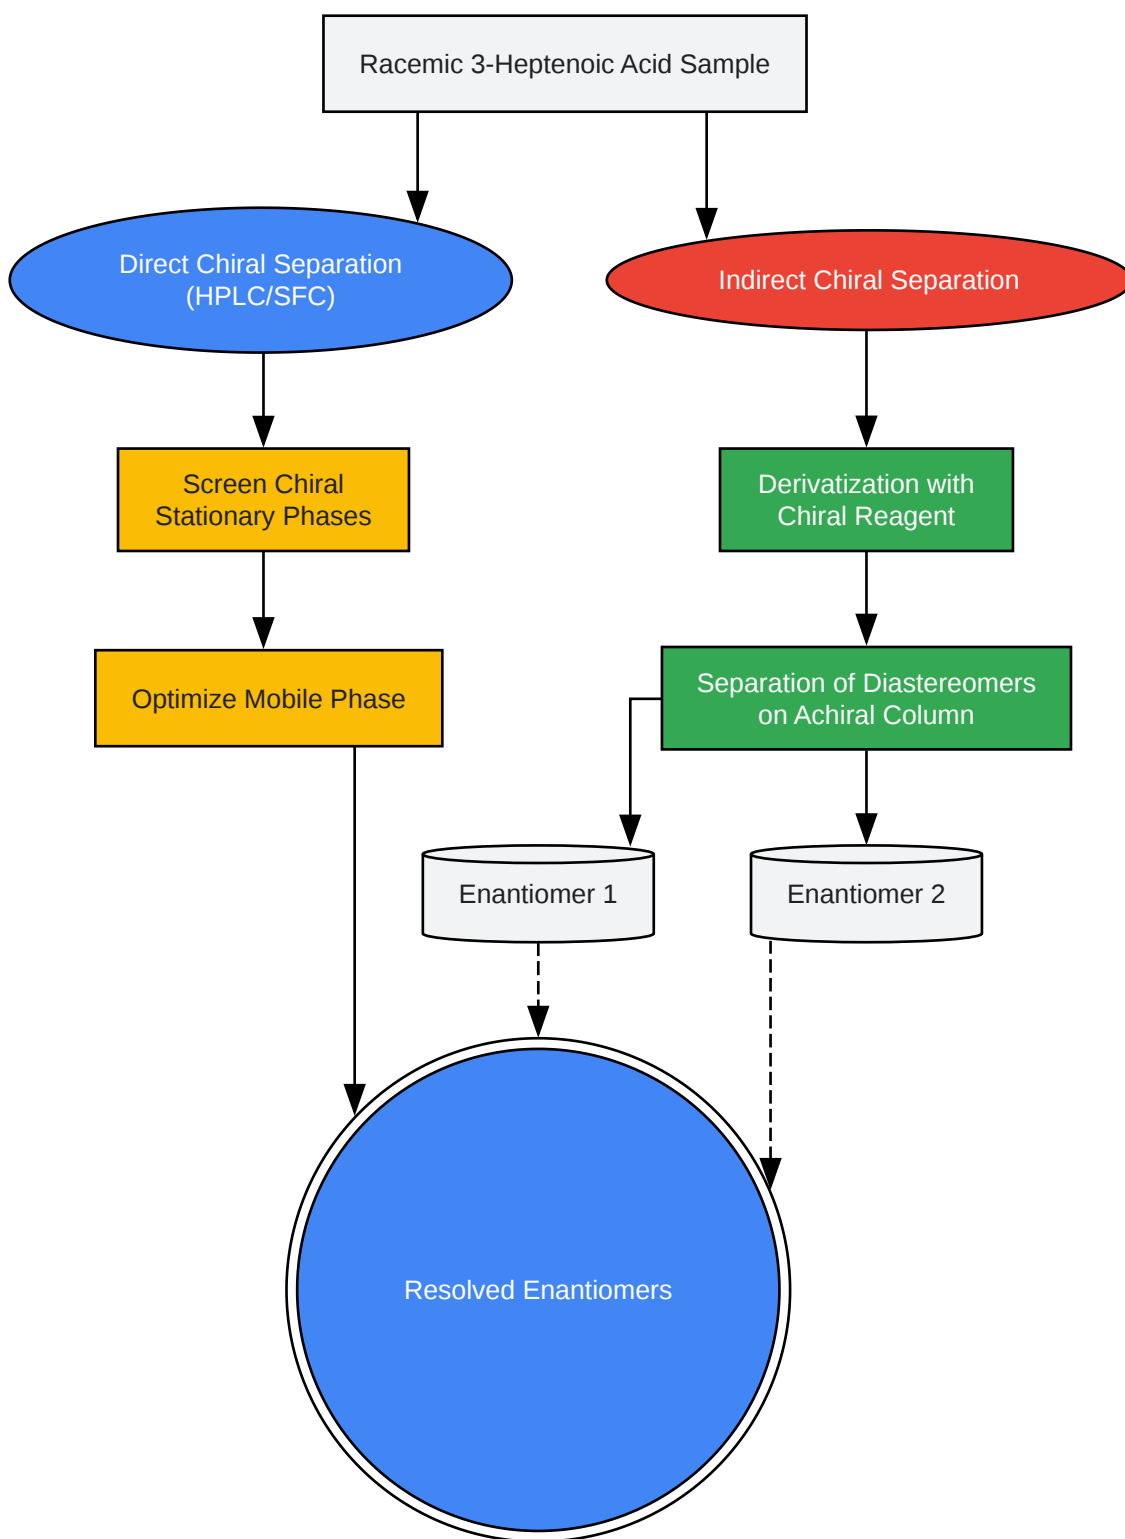 Racemic 3-Heptenoic Acid Sample
Direct Chiral Separation
(HPLC/SFC)
Indirect Chiral Separation
Screen Chiral
Stationary Phases
Derivatization with
Chiral Reagent
Optimize Mobile Phase
Separation of Diastereomers
on Achiral Column
Enantiomer 1
Enantiomer 2
Resolved Enantiomers